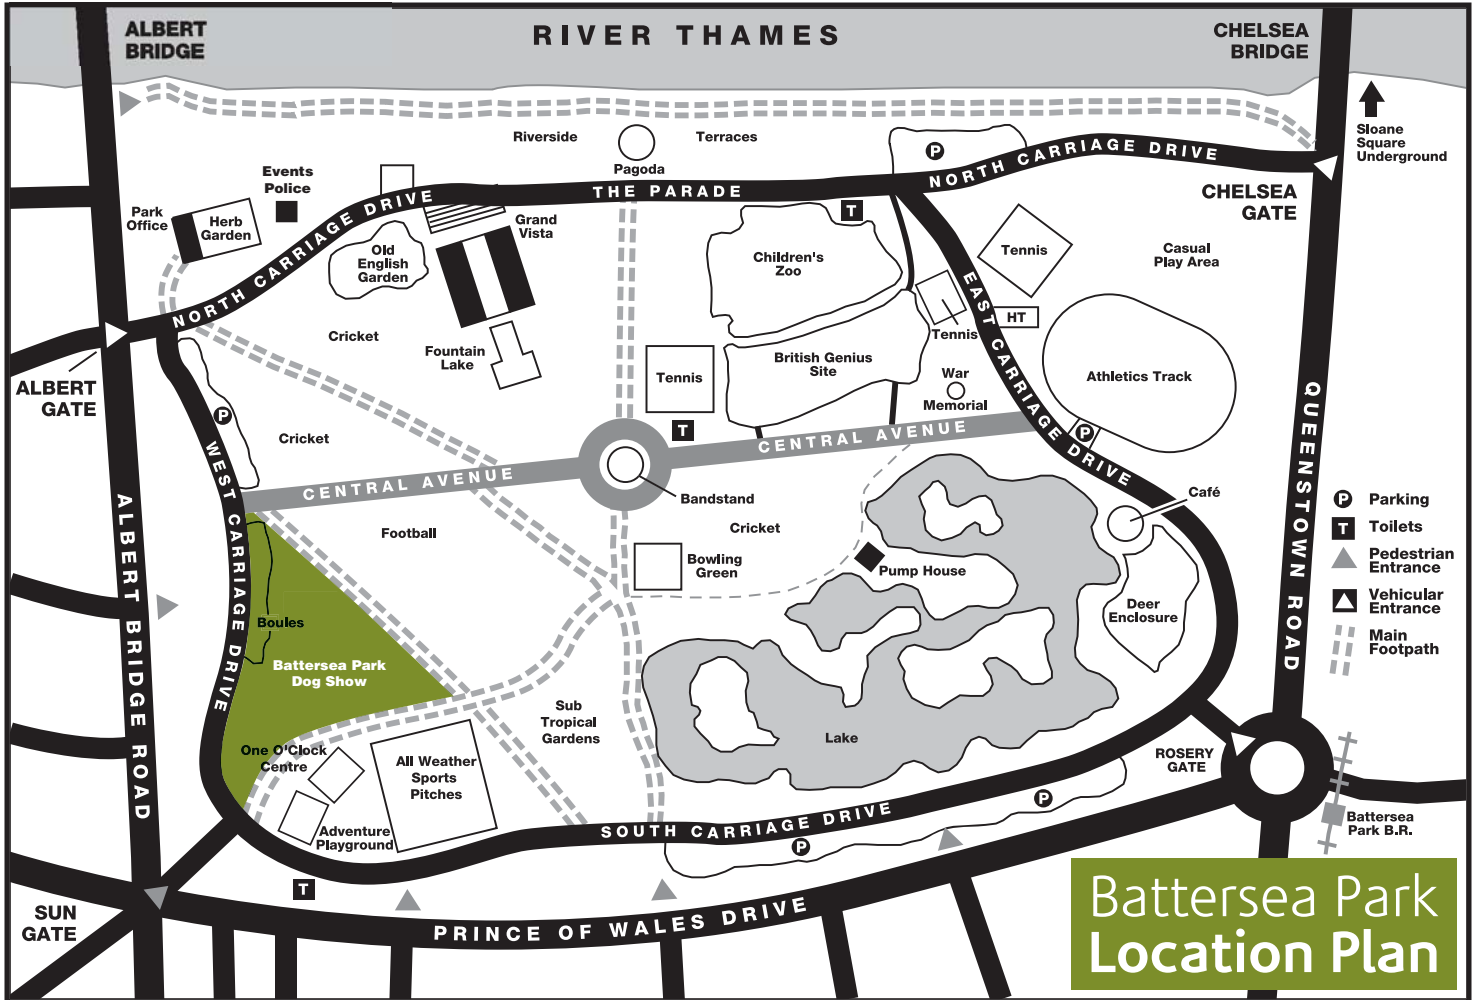 ALBERT
BRIDGE
RIVER THAMES
CHELSEA
BRIDGE
Sloane
Square
Underground
Riverside
Terraces
Pagoda
P
NORTH CARRIAGE DRIVE
CHELSEA
GATE
THE PARADE
Events
Police
Park
Office
Herb
Garden
NORTH CARRIAGE DRIVE
Grand
Vista
Old
English
Garden
T
Children's
Zoo
Tennis
Casual
Play Area
EAST CARRIAGE DRIVE
HT
Tennis
Cricket
Fountain
Lake
British Genius
Site
Tennis
War
Memorial
Athletics Track
ALBERT
GATE
P
Cricket
WEST CARRIAGE DRIVE
T
P
CENTRAL AVENUE
CENTRAL AVENUE
Bandstand
Café
QUEENSTOWN ROAD
ALBERT BRIDGE ROAD
Football
Cricket
Bowling
Green
Pump House
Deer
Enclosure
P Parking
T Toilets
Pedestrian
Entrance
Vehicular
Entrance
Main
Footpath
Boules
Battersea Park
Dog Show
Sub
Tropical
Gardens
Lake
One O'Clock
Centre
All Weather
Sports
Pitches
Adventure
Playground
ROSERY
GATE
SOUTH CARRIAGE DRIVE
P
P
Battersea
Park B.R.
T
SUN
GATE
PRINCE OF WALES DRIVE
Battersea Park
Location Plan